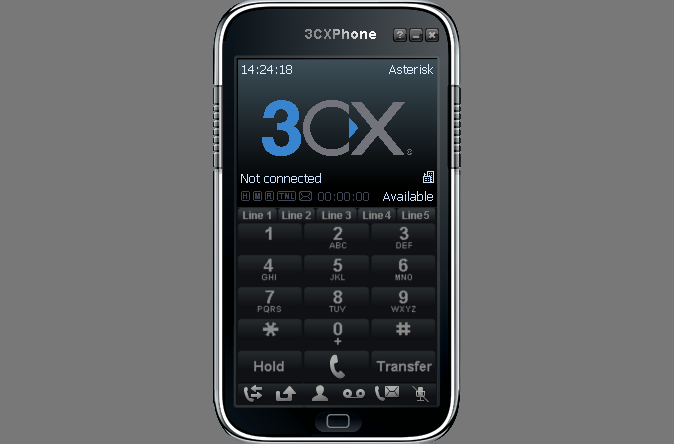 3CXPhone ?
14:24:18 Asterisk
3CX®
Not connected
H M R TNL 00:00:00 Available
Line 1 Line 2 Line 3 Line 4 Line 5
1 2 3
ABC DEF
4 5 6
GHI JKL MNO
7 8 9
PQRS TUV WXYZ
* 0 #
+
Hold Transfer